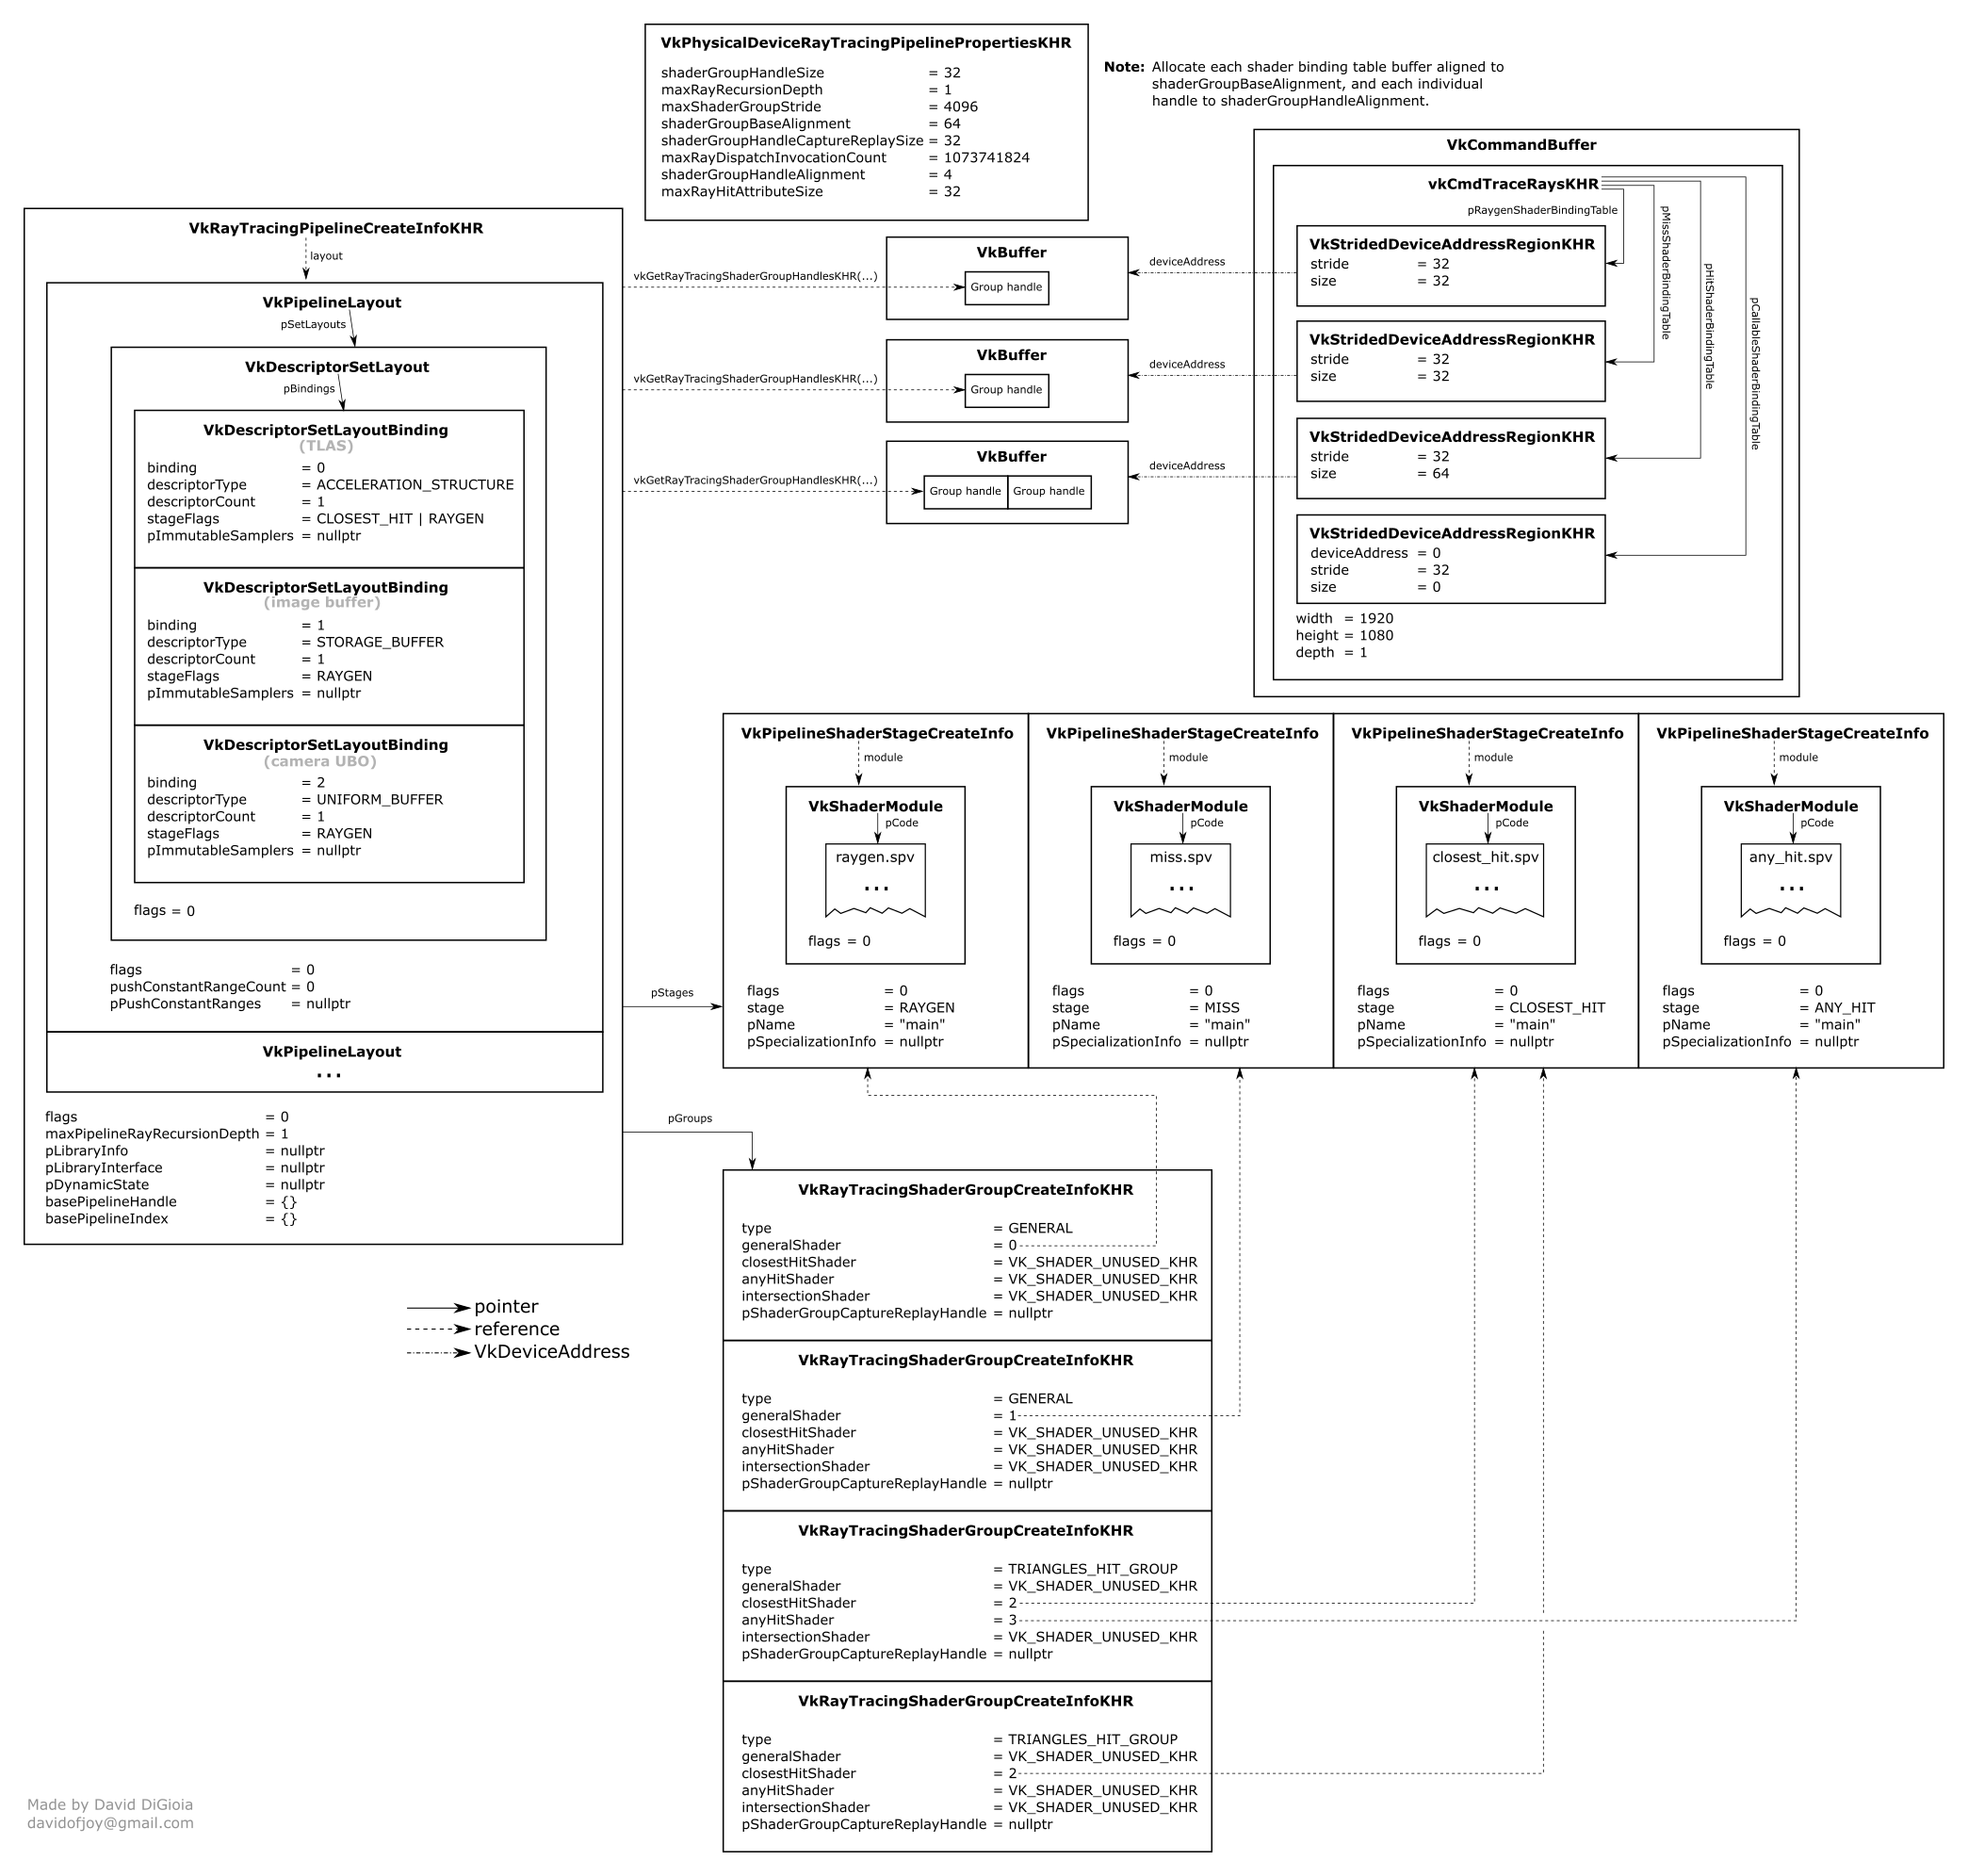 VkPhysicalDeviceRayTracingPipelinePropertiesKHR
shaderGroupHandleSize = 32
maxRayRecursionDepth = 1
maxShaderGroupStride = 4096
shaderGroupBaseAlignment = 64
shaderGroupHandleCaptureReplaySize = 32
maxRayDispatchInvocationCount = 1073741824
shaderGroupHandleAlignment = 4
maxRayHitAttributeSize = 32
Note: Allocate each shader binding table buffer aligned to
shaderGroupBaseAlignment, and each individual
handle to shaderGroupHandleAlignment.
VkRayTracingPipelineCreateInfoKHR
layout
VkPipelineLayout
pSetLayouts
VkDescriptorSetLayout
pBindings
VkDescriptorSetLayoutBinding
(TLAS)
binding = 0
descriptorType = ACCELERATION_STRUCTURE
descriptorCount = 1
stageFlags = CLOSEST_HIT | RAYGEN
pImmutableSamplers = nullptr
VkDescriptorSetLayoutBinding
(image buffer)
binding = 1
descriptorType = STORAGE_BUFFER
descriptorCount = 1
stageFlags = RAYGEN
pImmutableSamplers = nullptr
VkDescriptorSetLayoutBinding
(camera UBO)
binding = 2
descriptorType = UNIFORM_BUFFER
descriptorCount = 1
stageFlags = RAYGEN
pImmutableSamplers = nullptr
flags = 0
flags = 0
pushConstantRangeCount = 0
pPushConstantRanges = nullptr
VkPipelineLayout
...
flags = 0
maxPipelineRayRecursionDepth = 1
pLibraryInfo = nullptr
pLibraryInterface = nullptr
pDynamicState = nullptr
basePipelineHandle = {}
basePipelineIndex = {}
vkGetRayTracingShaderGroupHandlesKHR(...)
VkBuffer
Group handle
deviceAddress
vkGetRayTracingShaderGroupHandlesKHR(...)
VkBuffer
Group handle
deviceAddress
vkGetRayTracingShaderGroupHandlesKHR(...)
VkBuffer
Group handle Group handle
deviceAddress
VkCommandBuffer
vkCmdTraceRaysKHR
pRaygenShaderBindingTable
pMissShaderBindingTable
pHitShaderBindingTable
pCallableShaderBindingTable
VkStridedDeviceAddressRegionKHR
stride = 32
size = 32
VkStridedDeviceAddressRegionKHR
stride = 32
size = 32
VkStridedDeviceAddressRegionKHR
stride = 32
size = 64
VkStridedDeviceAddressRegionKHR
deviceAddress = 0
stride = 32
size = 0
width = 1920
height = 1080
depth = 1
pStages
VkPipelineShaderStageCreateInfo
module
VkShaderModule
pCode
raygen.spv
...
flags = 0
flags = 0
stage = RAYGEN
pName = "main"
pSpecializationInfo = nullptr
VkPipelineShaderStageCreateInfo
module
VkShaderModule
pCode
miss.spv
...
flags = 0
flags = 0
stage = MISS
pName = "main"
pSpecializationInfo = nullptr
VkPipelineShaderStageCreateInfo
module
VkShaderModule
pCode
closest_hit.spv
...
flags = 0
flags = 0
stage = CLOSEST_HIT
pName = "main"
pSpecializationInfo = nullptr
VkPipelineShaderStageCreateInfo
module
VkShaderModule
pCode
any_hit.spv
...
flags = 0
flags = 0
stage = ANY_HIT
pName = "main"
pSpecializationInfo = nullptr
pGroups
VkRayTracingShaderGroupCreateInfoKHR
type = GENERAL
generalShader = 0
closestHitShader = VK_SHADER_UNUSED_KHR
anyHitShader = VK_SHADER_UNUSED_KHR
intersectionShader = VK_SHADER_UNUSED_KHR
pShaderGroupCaptureReplayHandle = nullptr
VkRayTracingShaderGroupCreateInfoKHR
type = GENERAL
generalShader = 1
closestHitShader = VK_SHADER_UNUSED_KHR
anyHitShader = VK_SHADER_UNUSED_KHR
intersectionShader = VK_SHADER_UNUSED_KHR
pShaderGroupCaptureReplayHandle = nullptr
VkRayTracingShaderGroupCreateInfoKHR
type = TRIANGLES_HIT_GROUP
generalShader = VK_SHADER_UNUSED_KHR
closestHitShader = 2
anyHitShader = 3
intersectionShader = VK_SHADER_UNUSED_KHR
pShaderGroupCaptureReplayHandle = nullptr
VkRayTracingShaderGroupCreateInfoKHR
type = TRIANGLES_HIT_GROUP
generalShader = VK_SHADER_UNUSED_KHR
closestHitShader = 2
anyHitShader = VK_SHADER_UNUSED_KHR
intersectionShader = VK_SHADER_UNUSED_KHR
pShaderGroupCaptureReplayHandle = nullptr
pointer
reference
VkDeviceAddress
Made by David DiGioia
davidofjoy@gmail.com